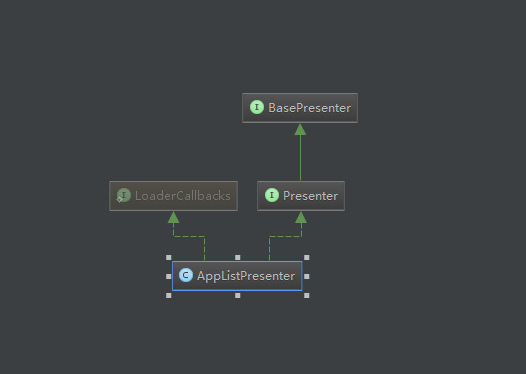 I BasePresenter
I LoaderCallbacks
I Presenter
C AppListPresenter